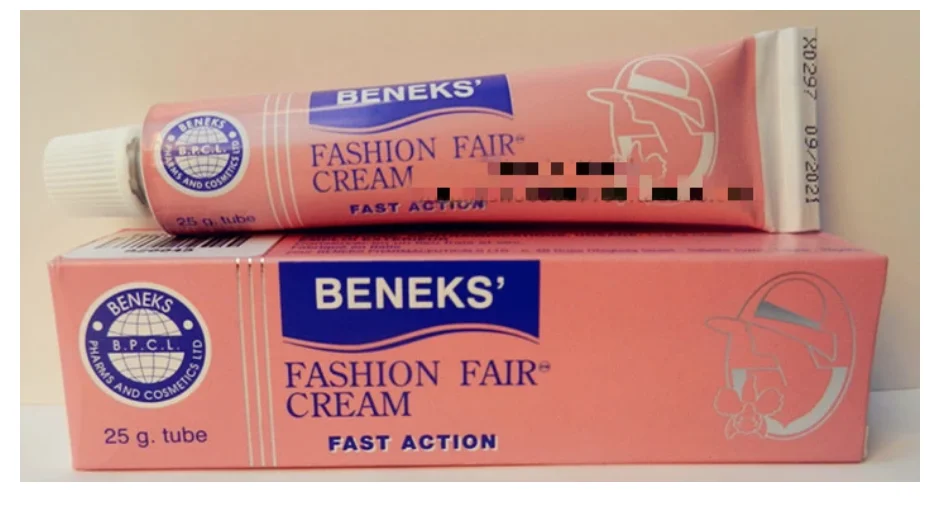 BENEKS
B.P.C.L.
PHARMS AND COSMETICS LTD
25 g. tube
BENEKS'
FASHION FAIR
CREAM
FAST ACTION
X0297 09/2021
BENEKS
B.P.C.L.
PHARMS AND COSMETICS LTD
25 g. tube
BENEKS'
FASHION FAIR
CREAM
FAST ACTION